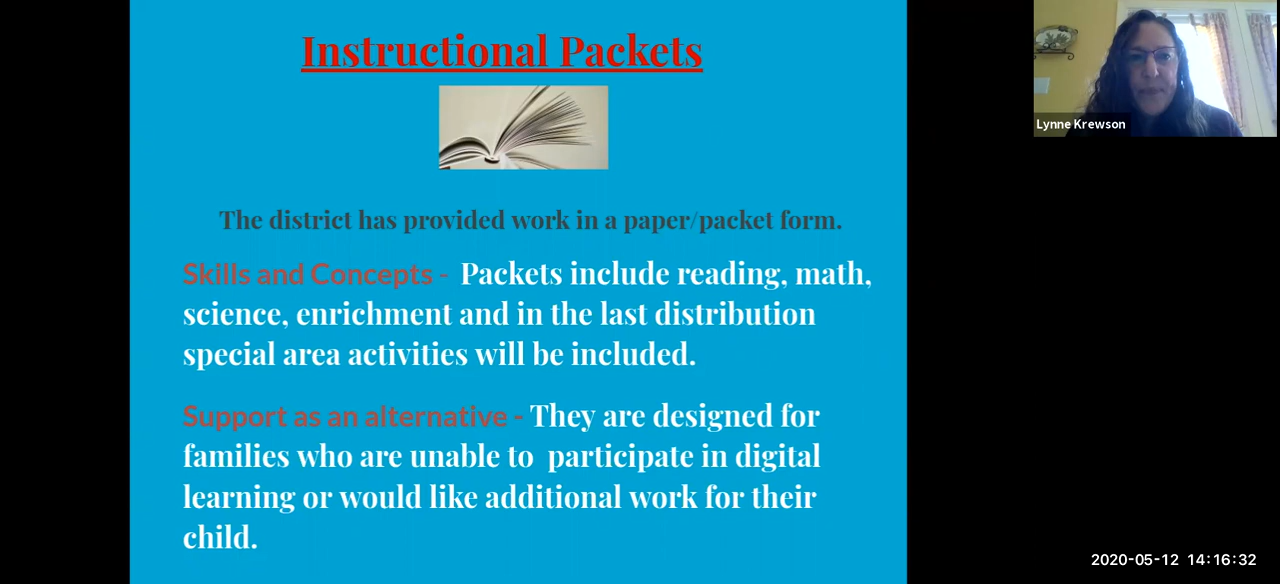 Instructional Packets
Lynne Krewson
The district has provided work in a paper/packet form.
Skills and Concepts - Packets include reading, math,
science, enrichment and in the last distribution
special area activities will be included.
Support as an alternative - They are designed for
families who are unable to participate in digital
learning or would like additional work for their
child.
2020-05-12 14:16:32